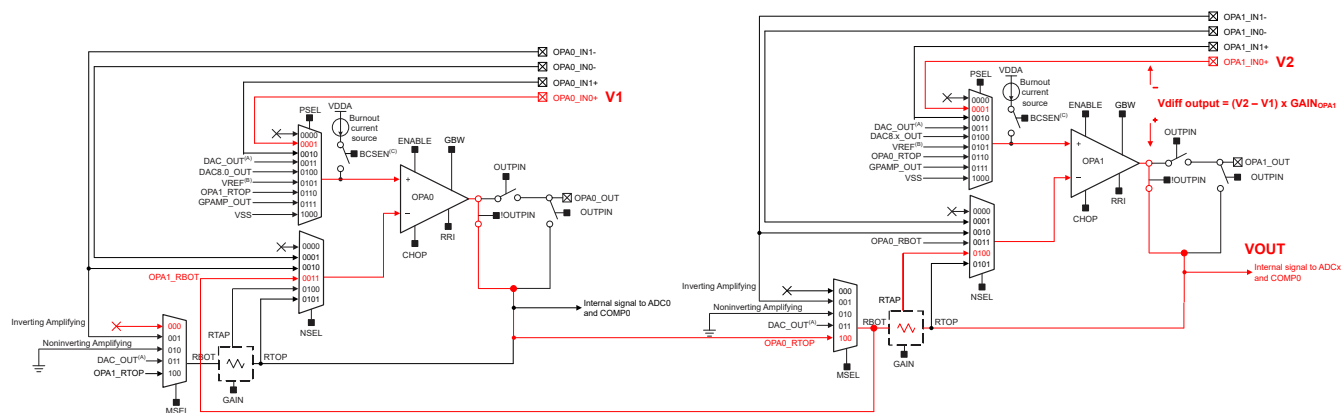 OPA0_IN1-
OPA0_IN0-
OPA0_IN1+
OPA0_IN0+ V1
PSEL
VDDA
Burnout
current
source
BCSEN(C)
ENABLE
GBW
0000
0001
0010
0011
0100
0101
0110
0111
1000
DAC_OUT(A)
DAC8.0_OUT
VREF(B)
OPA1_RTOP
GPAMP_OUT
VSS
+
OPA0
−
CHOP
RRI
OUTPIN
!OUTPIN
OPA0_OUT
OUTPIN
0000
0001
0010
0011
0100
0101
OPA1_RBOT
NSEL
Internal signal to ADC0
and COMP0
Inverting Amplifying
Noninverting Amplifying
DAC_OUT(A)
OPA1_RTOP
000
001
010
011
100
MSEL
RBOT
RTAP
RTOP
GAIN
OPA1_IN1-
OPA1_IN0-
OPA1_IN1+
OPA1_IN0+ V2
PSEL
VDDA
Burnout
current
source
BCSEN(C)
ENABLE
GBW
−
Vdiff output = (V2 – V1) x GAINOPA1
+
0000
0001
0010
0011
0100
0101
0110
0111
1000
DAC_OUT(A)
DAC8.x_OUT
VREF(B)
OPA0_RTOP
GPAMP_OUT
VSS
+
OPA1
−
CHOP
RRI
OUTPIN
!OUTPIN
OPA1_OUT
OUTPIN
0000
0001
0010
0011
0100
0101
OPA0_RBOT
NSEL
VOUT
Internal signal to ADCx
and COMP0
Inverting Amplifying
Noninverting Amplifying
DAC_OUT(A)
OPA0_RTOP
000
001
010
011
100
MSEL
RBOT
RTAP
RTOP
GAIN